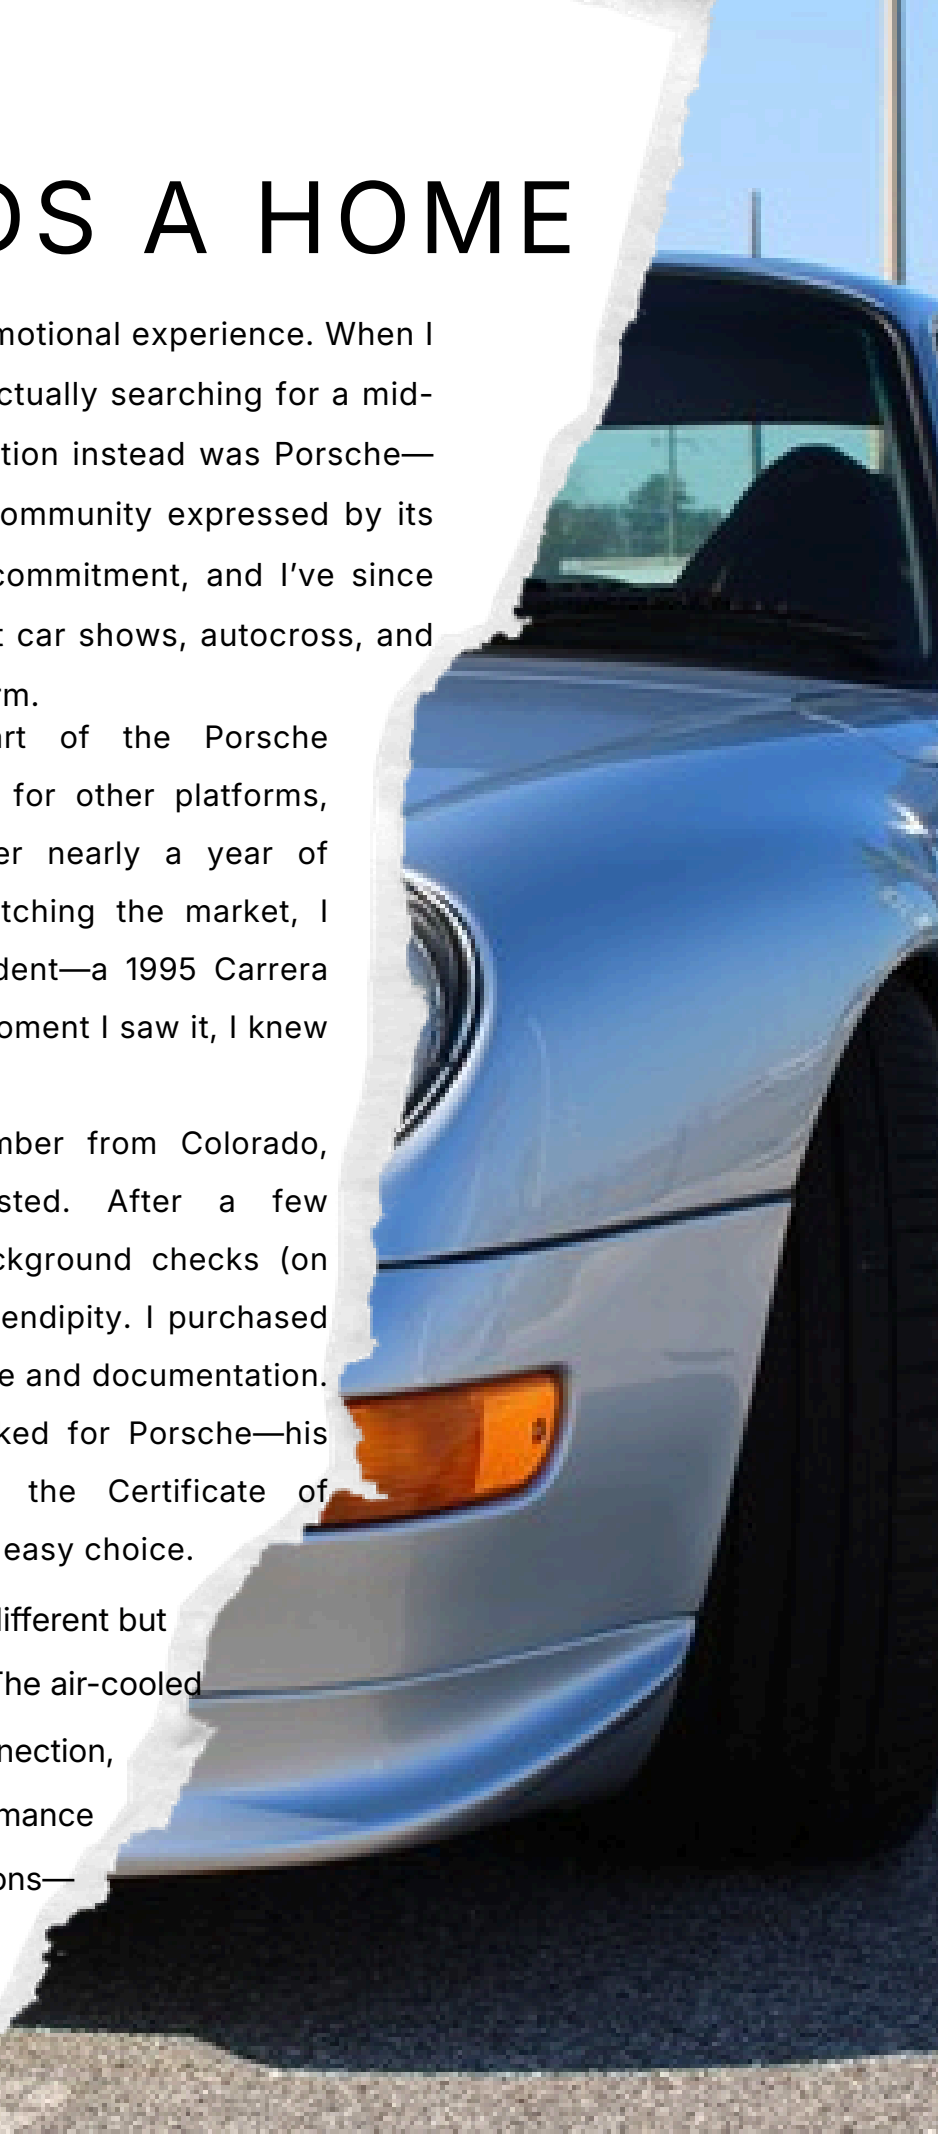 DS A HOME
motional experience. When I
ctually searching for a mid-
tion instead was Porsche—
ommunity expressed by its
commitment, and I’ve since
t car shows, autocross, and
rm.
art of the Porsche
for other platforms,
er nearly a year of
tching the market, I
dent—a 1995 Carrera
oment I saw it, I knew
mber from Colorado,
sted. After a few
ckground checks (on
endipity. I purchased
e and documentation.
ked for Porsche—his
the Certificate of
easy choice.
different but
The air-cooled
nection,
mance
ons—